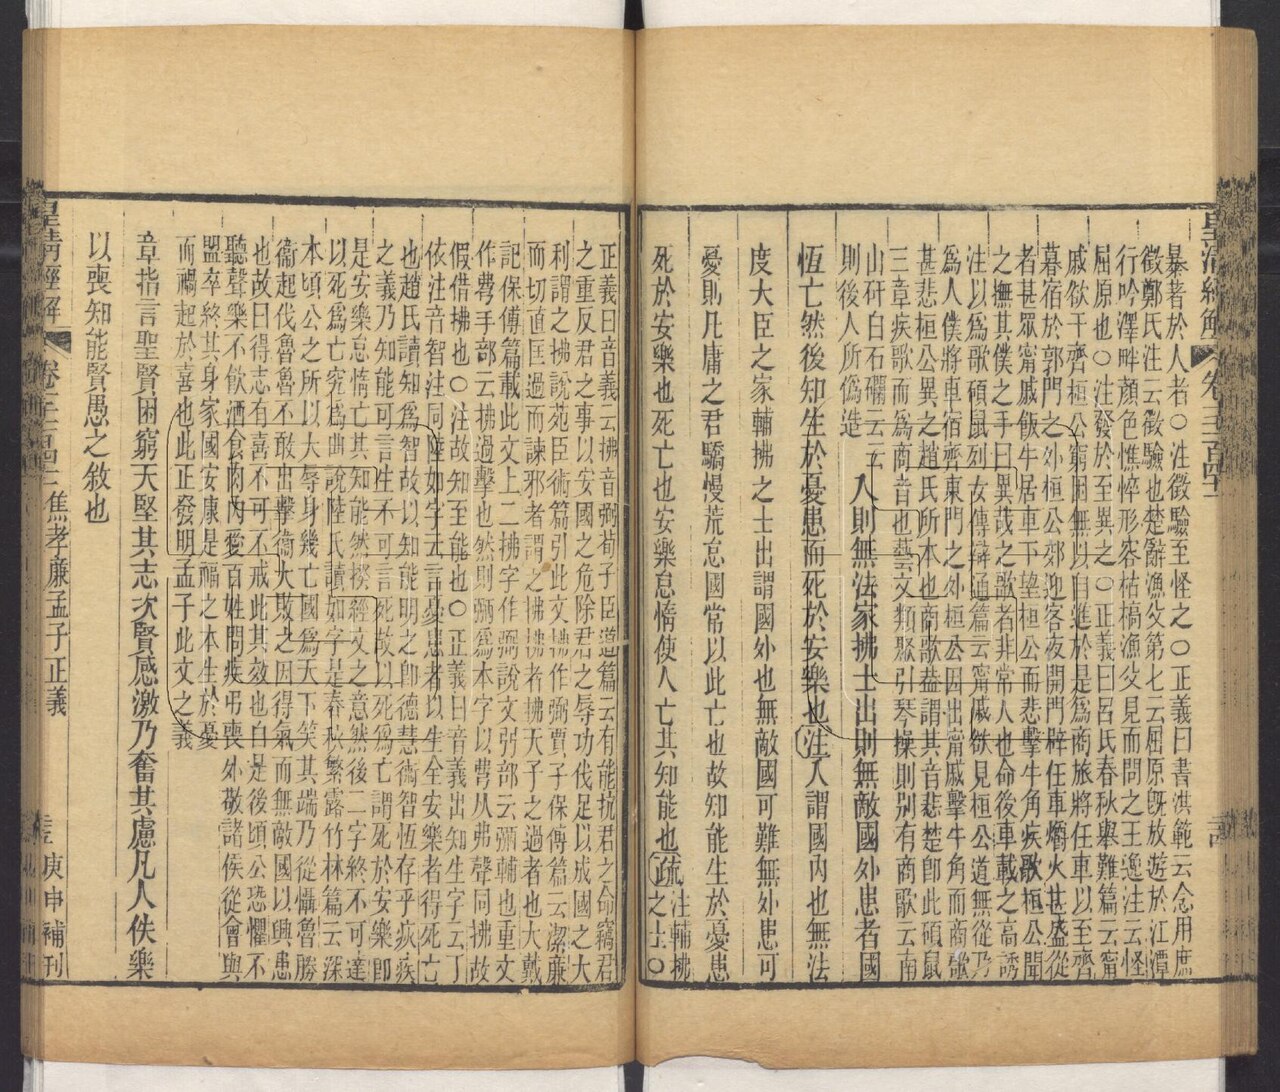 皇清經解
暴著於人者○注徵驗至怪之○正義曰書洪範云念用庶
徵鄭氏注云徵驗也楚辭漁父第七云屈原旣放遊於江潭
行吟澤畔顏色憔悴形容枯槁漁父見而問之王逸注云怪
屈原也○注發於至異之○正義曰呂氏春秋舉難篇云甯
戚欲干齊桓公窮困無以自進於是爲商旅將任車以至齊
暮宿於郭門之外桓公郊迎客夜開門辟任車爝火甚盛從
者甚眾甯戚飯牛居車下望桓公而悲擊牛角疾歌桓公聞
之撫其僕之手曰異哉之歌者非常人也命後車載之高誘
注以爲歌碩鼠列女傳辯通篇云甯戚欲見桓公道無從乃
爲人僕將車宿齊東門之外桓公因出甯戚擊牛角而商歌
甚悲桓公異之趙氏所本也商歌蓋謂其音悲楚卽此碩鼠
三章疾歌而爲商音也藝文類聚引琴操則別有商歌云南
山矸白石礀云云
則後人所僞造
入則無法家拂士出則無敵國外患者國
恆亡然後知生於憂患而死於安樂也注入謂國內也無法
度大臣之家輔拂之士出謂國外也無敵國可難無外患可
憂則凡庸之君驕慢荒怠國常以此亡也故知能生於憂患
死於安樂也死亡也安樂怠惰使人亡其知能也疏注輔拂
之士○
正義曰音義云拂音弼荀子臣道篇云有能抗君之命竊君
之重反君之事以安國之危除君之辱功伐足以成國之大
利謂之拂說苑臣術篇引此文拂作弼賈子保傅篇云潔廉
而切直匡過而諫邪者謂之拂拂者拂天子之過者也大戴
記保傅篇載此文上二拂字作弼說文弜部云彌輔也重文
作㢸手部云拂過擊也然則弼爲本字以㢸从弗聲同拂故
假借拂也○注故知至能也○正義曰音義出知生字云丁
依注音智注同陸如字云言憂患者以生全安樂者得死亡
也趙氏讀知爲智故以知能明之卽德慧術智恆存乎疢疾
之義乃知能可言生不可言死故以死爲亡謂死於安樂卽
是安樂怠惰亡其知能然揆經文之意然後二字終不可達
以死爲亡究爲曲說陸氏讀如字是春秋繁露竹林篇云深
本頃公之所以大辱身幾亡國爲天下笑其端乃從懾魯勝
衞起伐魯魯不敢出擊衞大敗之因得氣而無敵國以興患
也故曰得志有喜不可不戒此其效也自是後頃公恐懼不
聽聲樂不飲酒食肉內愛百姓問疾弔喪外敬諸侯從會與
盟卒終其身家國安康是福之本生於憂
而禍起於喜也此正發明孟子此文之義
章指言聖賢困窮天堅其志次賢感激乃奮其慮凡人佚樂
以喪知能賢愚之敘也
皇清經解
焦孝廉孟子正義
庚申補刊